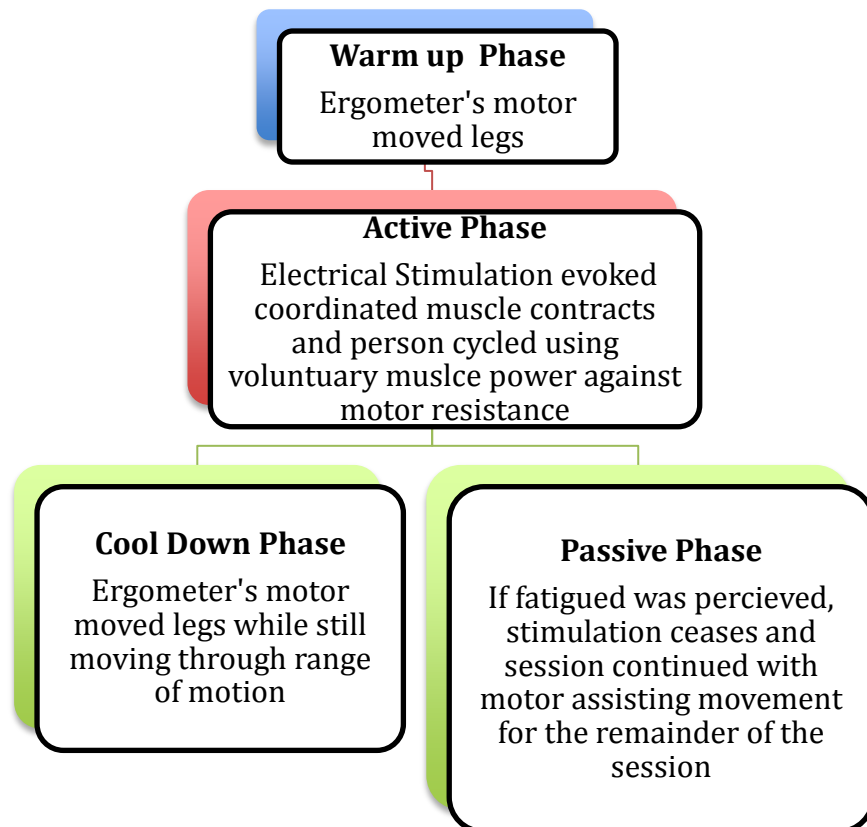 Warm up  Phase
Ergometer's motor
moved legs
Active Phase
Electrical Stimulation evoked
coordinated muscle contracts
and person cycled using
voluntuary muslce power against
motor resistance
Cool Down Phase
Ergometer's motor
moved legs while still
moving through range
of motion
Passive Phase
If fatigued was percieved,
stimulation ceases and
session continued with
motor assisting movement
for the remainder of the
session